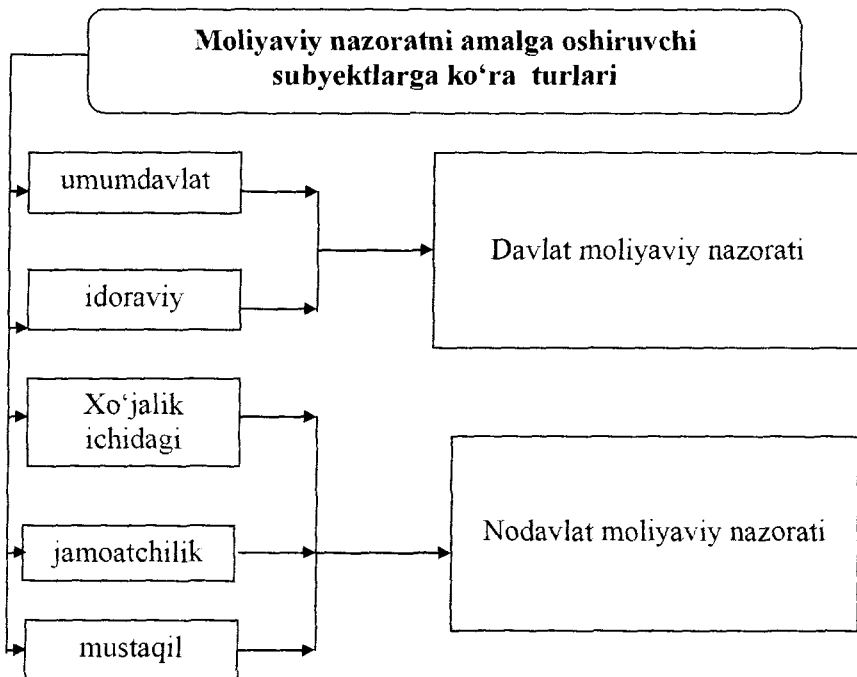 Moliyaviy nazoratni amalga oshiruvchi
subyektlarga ko‘ra turlari
umumdavlat
idoraviy
Davlat moliyaviy nazorati
Xo‘jalik
ichidagi
jamoatchilik
mustaqil
Nodavlat moliyaviy nazorati